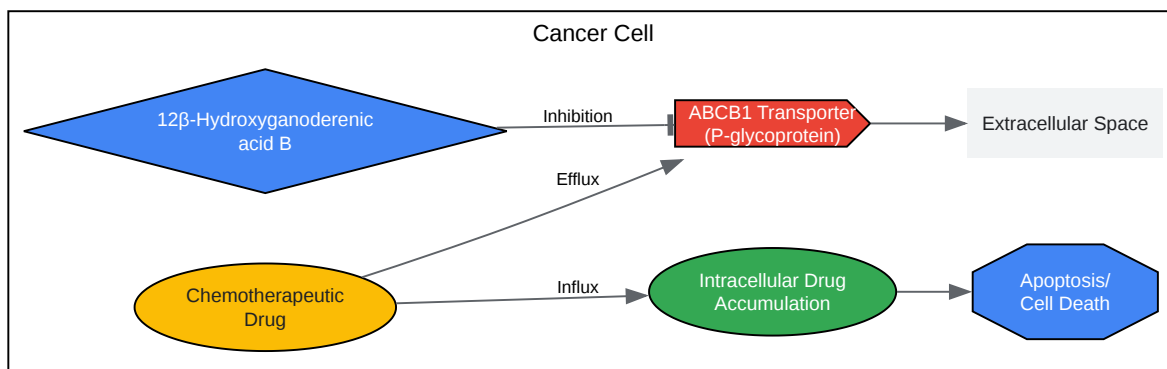 Cancer Cell
12β-Hydroxyganoderenic
acid B
Inhibition
ABCB1 Transporter
(P-glycoprotein)
Extracellular Space
Efflux
Chemotherapeutic
Drug
Influx
Intracellular Drug
Accumulation
Apoptosis/
Cell Death